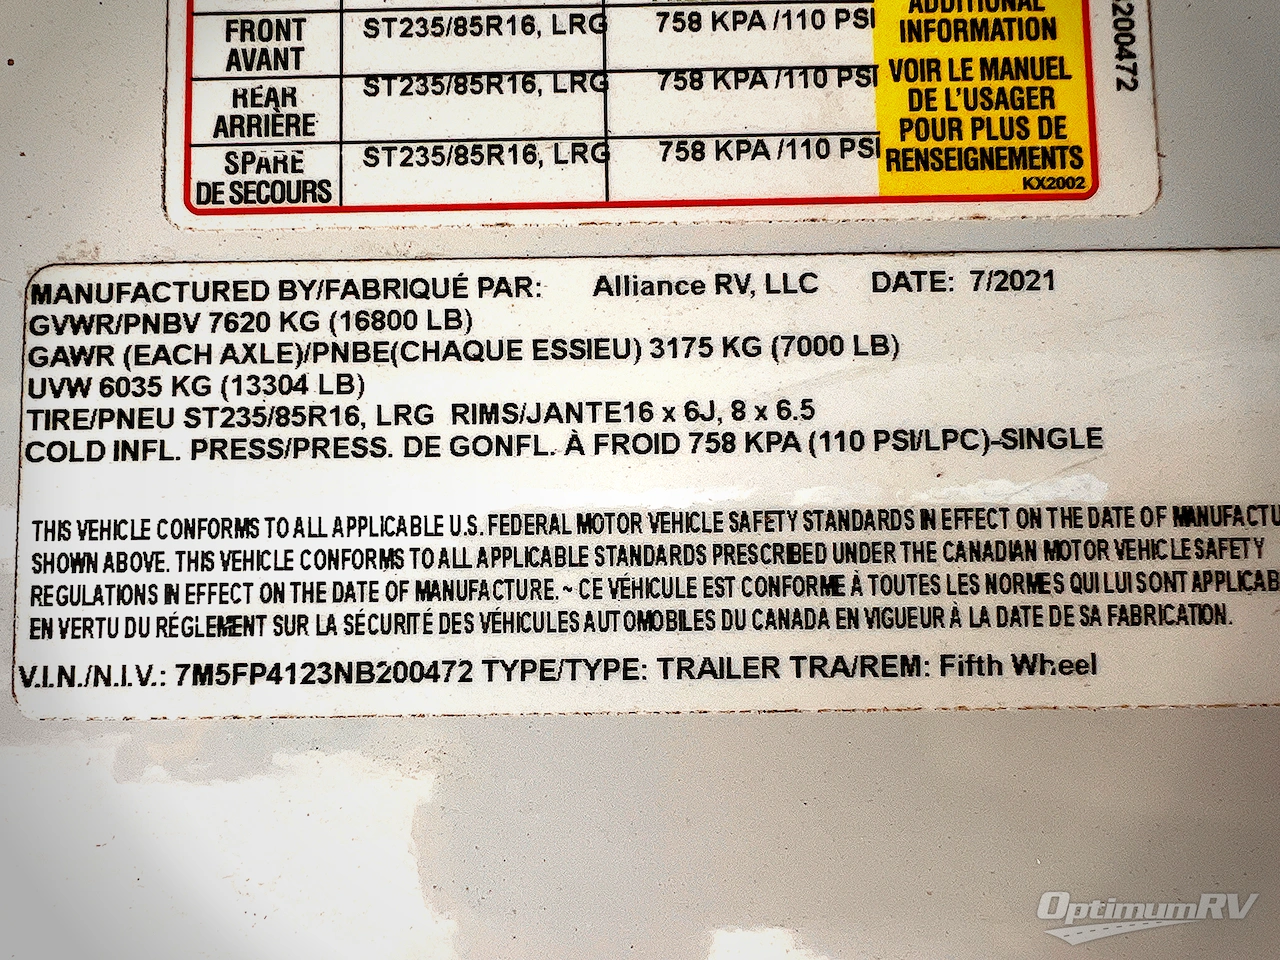 FRONT
AVANT
ST235/85R16, LRG
758 KPA /110 PSI
REAR
ARRIÈRE
ST235/85R16, LRG
758 KPA /110 PSI
SPARE
DE SECOURS
ST235/85R16, LRG
758 KPA /110 PSI
ADDITIONAL
INFORMATION
VOIR LE MANUEL
DE L'USAGER
POUR PLUS DE
RENSEIGNEMENTS
KX2002
200472
MANUFACTURED BY/FABRIQUÉ PAR: Alliance RV, LLC DATE: 7/2021
GVWR/PNBV 7620 KG (16800 LB)
GAWR (EACH AXLE)/PNBE(CHAQUE ESSIEU) 3175 KG (7000 LB)
UVW 6035 KG (13304 LB)
TIRE/PNEU ST235/85R16, LRG RIMS/JANTE16 x 6J, 8 x 6.5
COLD INFL. PRESS/PRESS. DE GONFL. À FROID 758 KPA (110 PSI/LPC)-SINGLE
THIS VEHICLE CONFORMS TO ALL APPLICABLE U.S. FEDERAL MOTOR VEHICLE SAFETY STANDARDS IN EFFECT ON THE DATE OF MANUFACTU
SHOWN ABOVE. THIS VEHICLE CONFORMS TO ALL APPLICABLE STANDARDS PRESCRIBED UNDER THE CANADIAN MOTOR VEHICLE SAFETY
REGULATIONS IN EFFECT ON THE DATE OF MANUFACTURE. ~ CE VÉHICULE EST CONFORME À TOUTES LES NORMES QUI LUI SONT APPLICAB
EN VERTU DU RÉGLEMENT SUR LA SÉCURITÉ DES VÉHICULES AUTOMOBILES DU CANADA EN VIGUEUR À LA DATE DE SA FABRICATION.
V.I.N./N.I.V.: 7M5FP4123NB200472 TYPE/TYPE: TRAILER TRA/REM: Fifth Wheel
OptimumRV